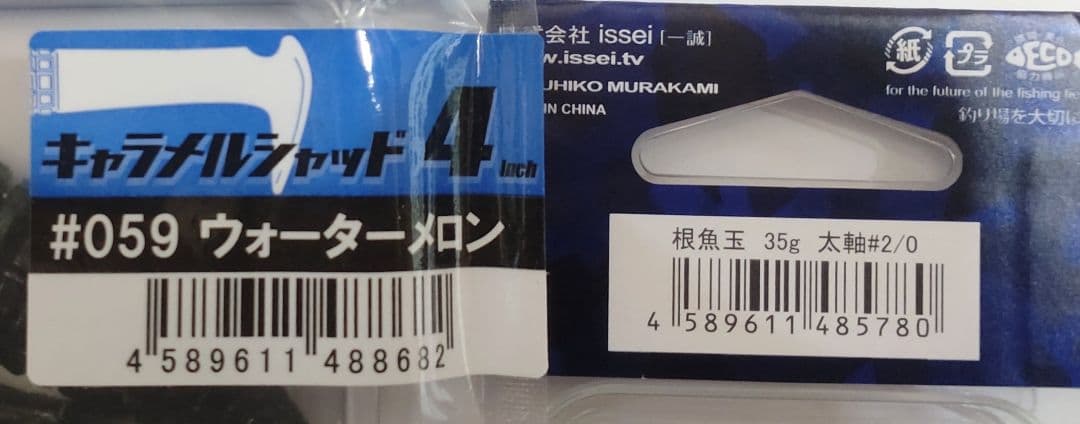 キャラメルシャッド 4 Inch
#059 ウォーターメロン
4 589611 488682
式会社 issei [一誠]
w.issei.tv
UHIKO MURAKAMI
IN CHINA
紙 プラ
for the future of the fishing fie
釣り場を大切に
根魚玉 35g 太軸#2/0
4 589611 485780